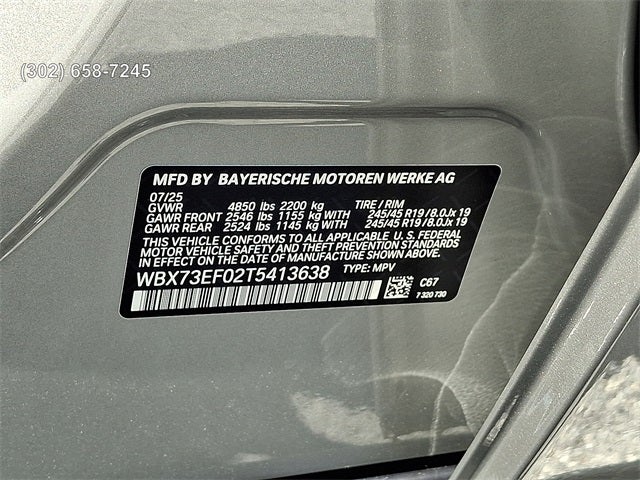 (302) 658-7245
MFD BY BAYERISCHE MOTOREN WERKE AG
07/25
GVWR 4850 lbs 2200 kg TIRE / RIM
GAWR FRONT 2546 lbs 1155 kg WITH 245/45 R19/8.0Jx 19
GAWR REAR 2524 lbs 1145 kg WITH 245/45 R19/8.0Jx 19
THIS VEHICLE CONFORMS TO ALL APPLICABLE U.S. FEDERAL
MOTOR VEHICLE SAFETY AND THEFT PREVENTION STANDARDS
IN EFFECT ON THE DATE OF MANUFACTURE SHOWN ABOVE.
WBX73EF02T5413638 TYPE: MPV
C67
7 320 730